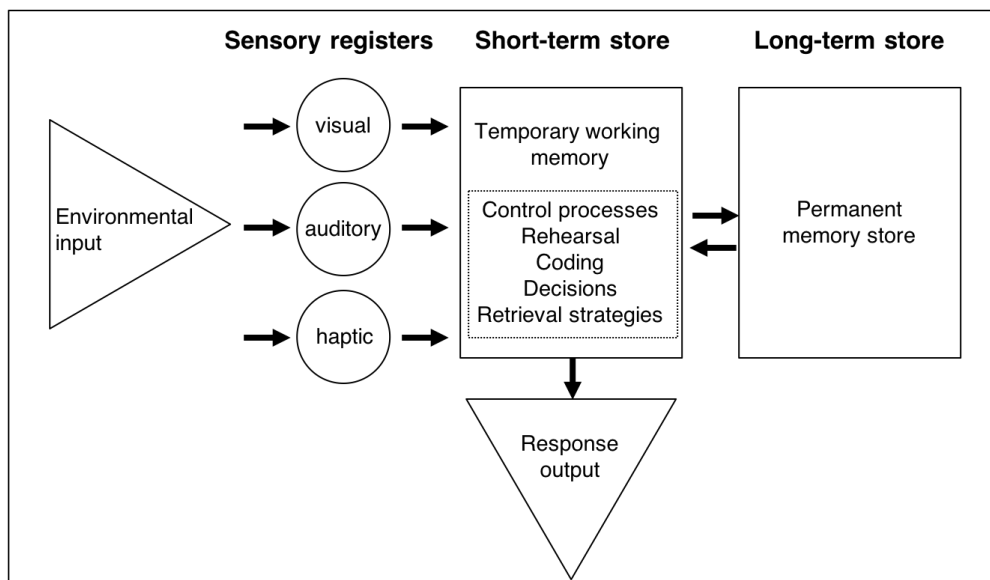 Sensory registers
Short-term store
Long-term store
Environmental
input
visual
auditory
haptic
Temporary working
memory
Control processes
Rehearsal
Coding
Decisions
Retrieval strategies
Permanent
memory store
Response
output